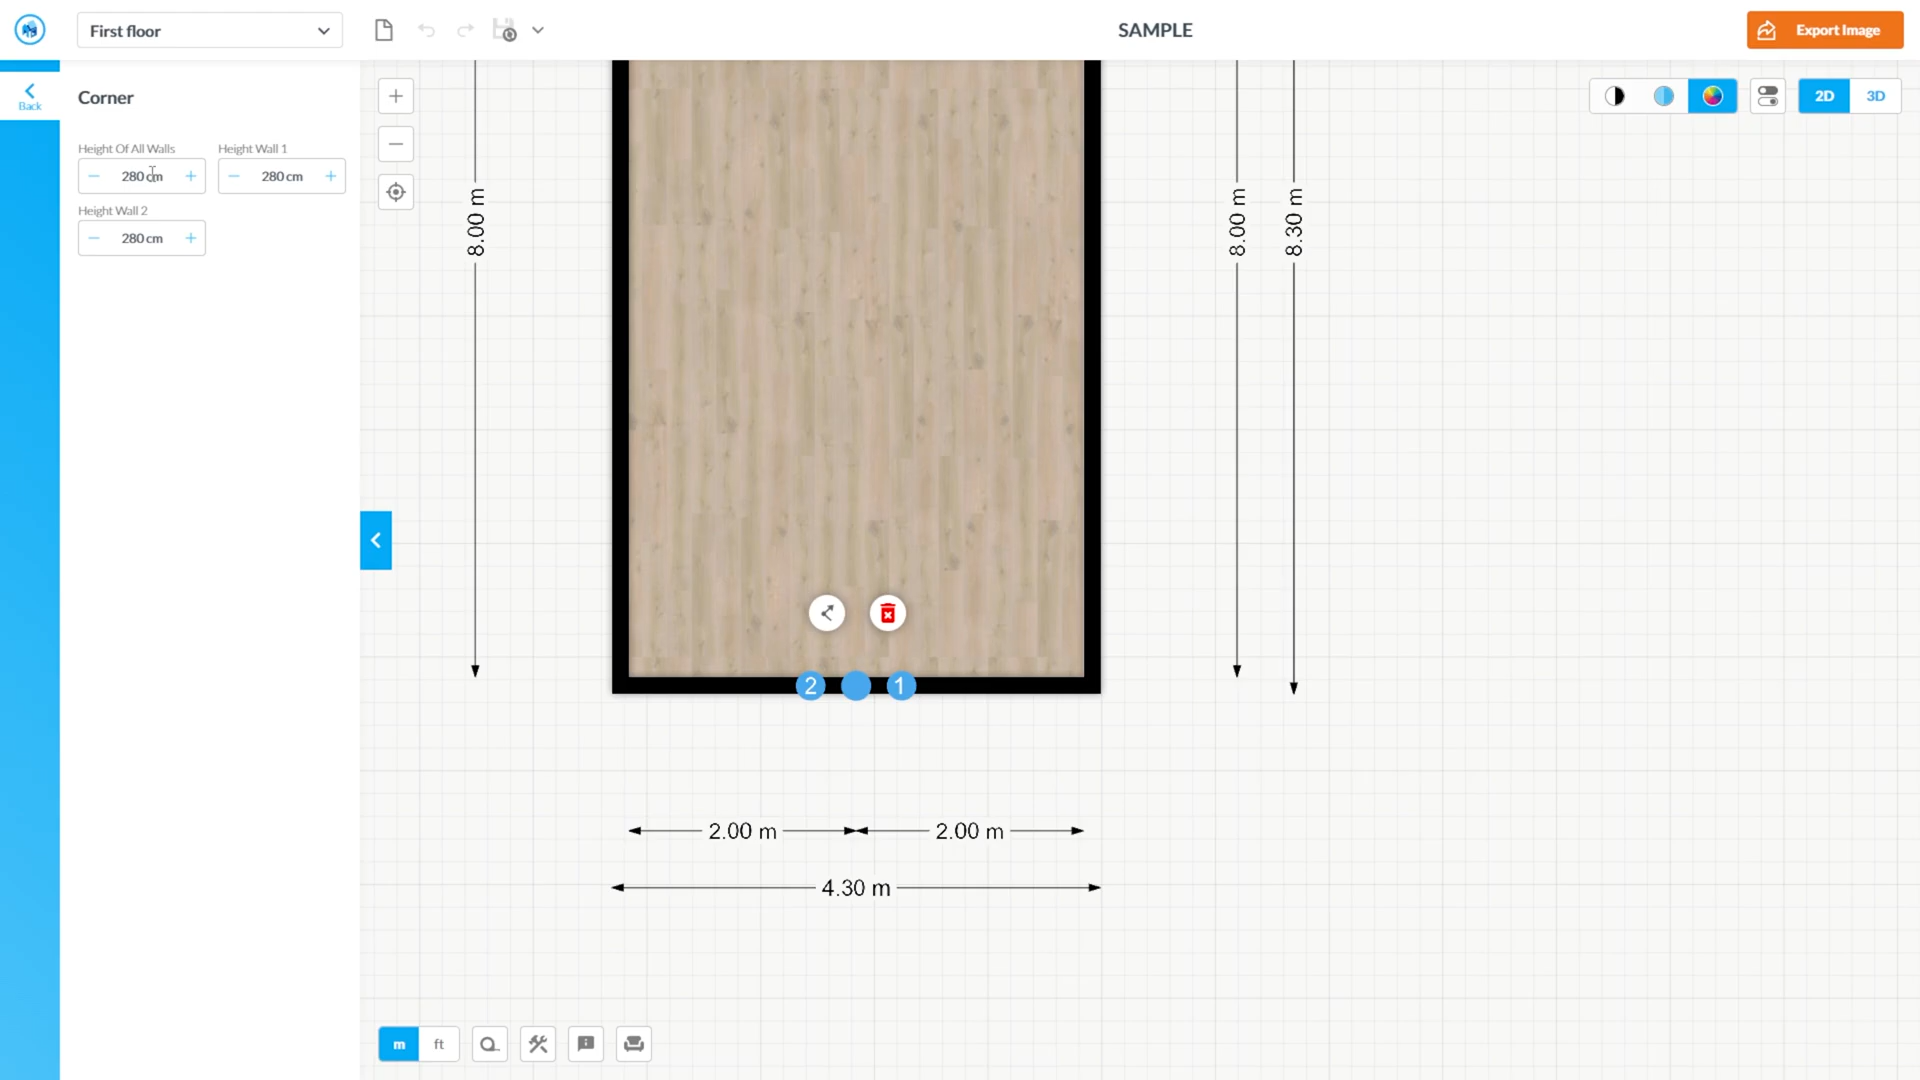 First floor
SAMPLE
Export Image
Back
Corner
2D
3D
Height Of All Walls
Height Wall 1
280 cm
280 cm
Height Wall 2
280 cm
8.00 m
8.00 m
8.30 m
2
1
2.00 m
2.00 m
4.30 m
m
ft